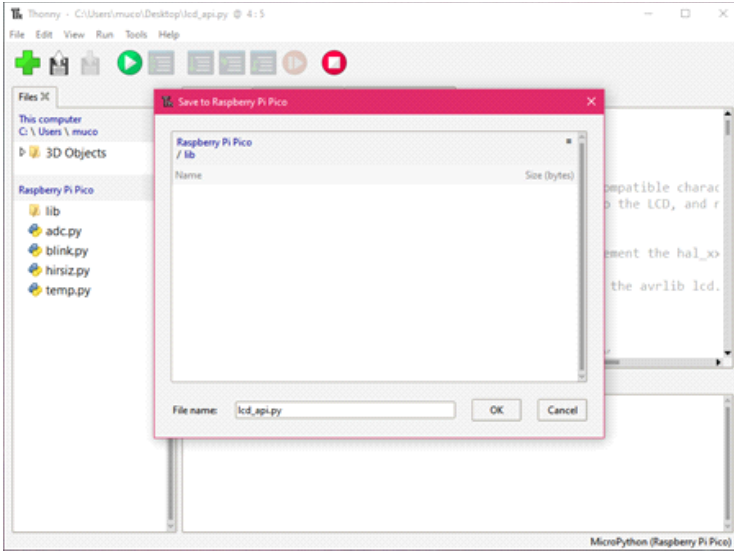 Thonny - C:\Users\muco\Desktop\lcd_api.py @ 4 : 5
File Edit View Run Tools Help
Files
This computer
C: \ Users \ muco
3D Objects
Raspberry Pi Pico
lib
adc.py
blink.py
hirsiz.py
temp.py
Save to Raspberry Pi Pico
Raspberry Pi Pico
/ lib
Name Size (bytes)
File name: lcd_api.py OK Cancel
ompatible charac
the LCD, and r
ement the hal_x
the avrlib lcd.
MicroPython (Raspberry Pi Pico)